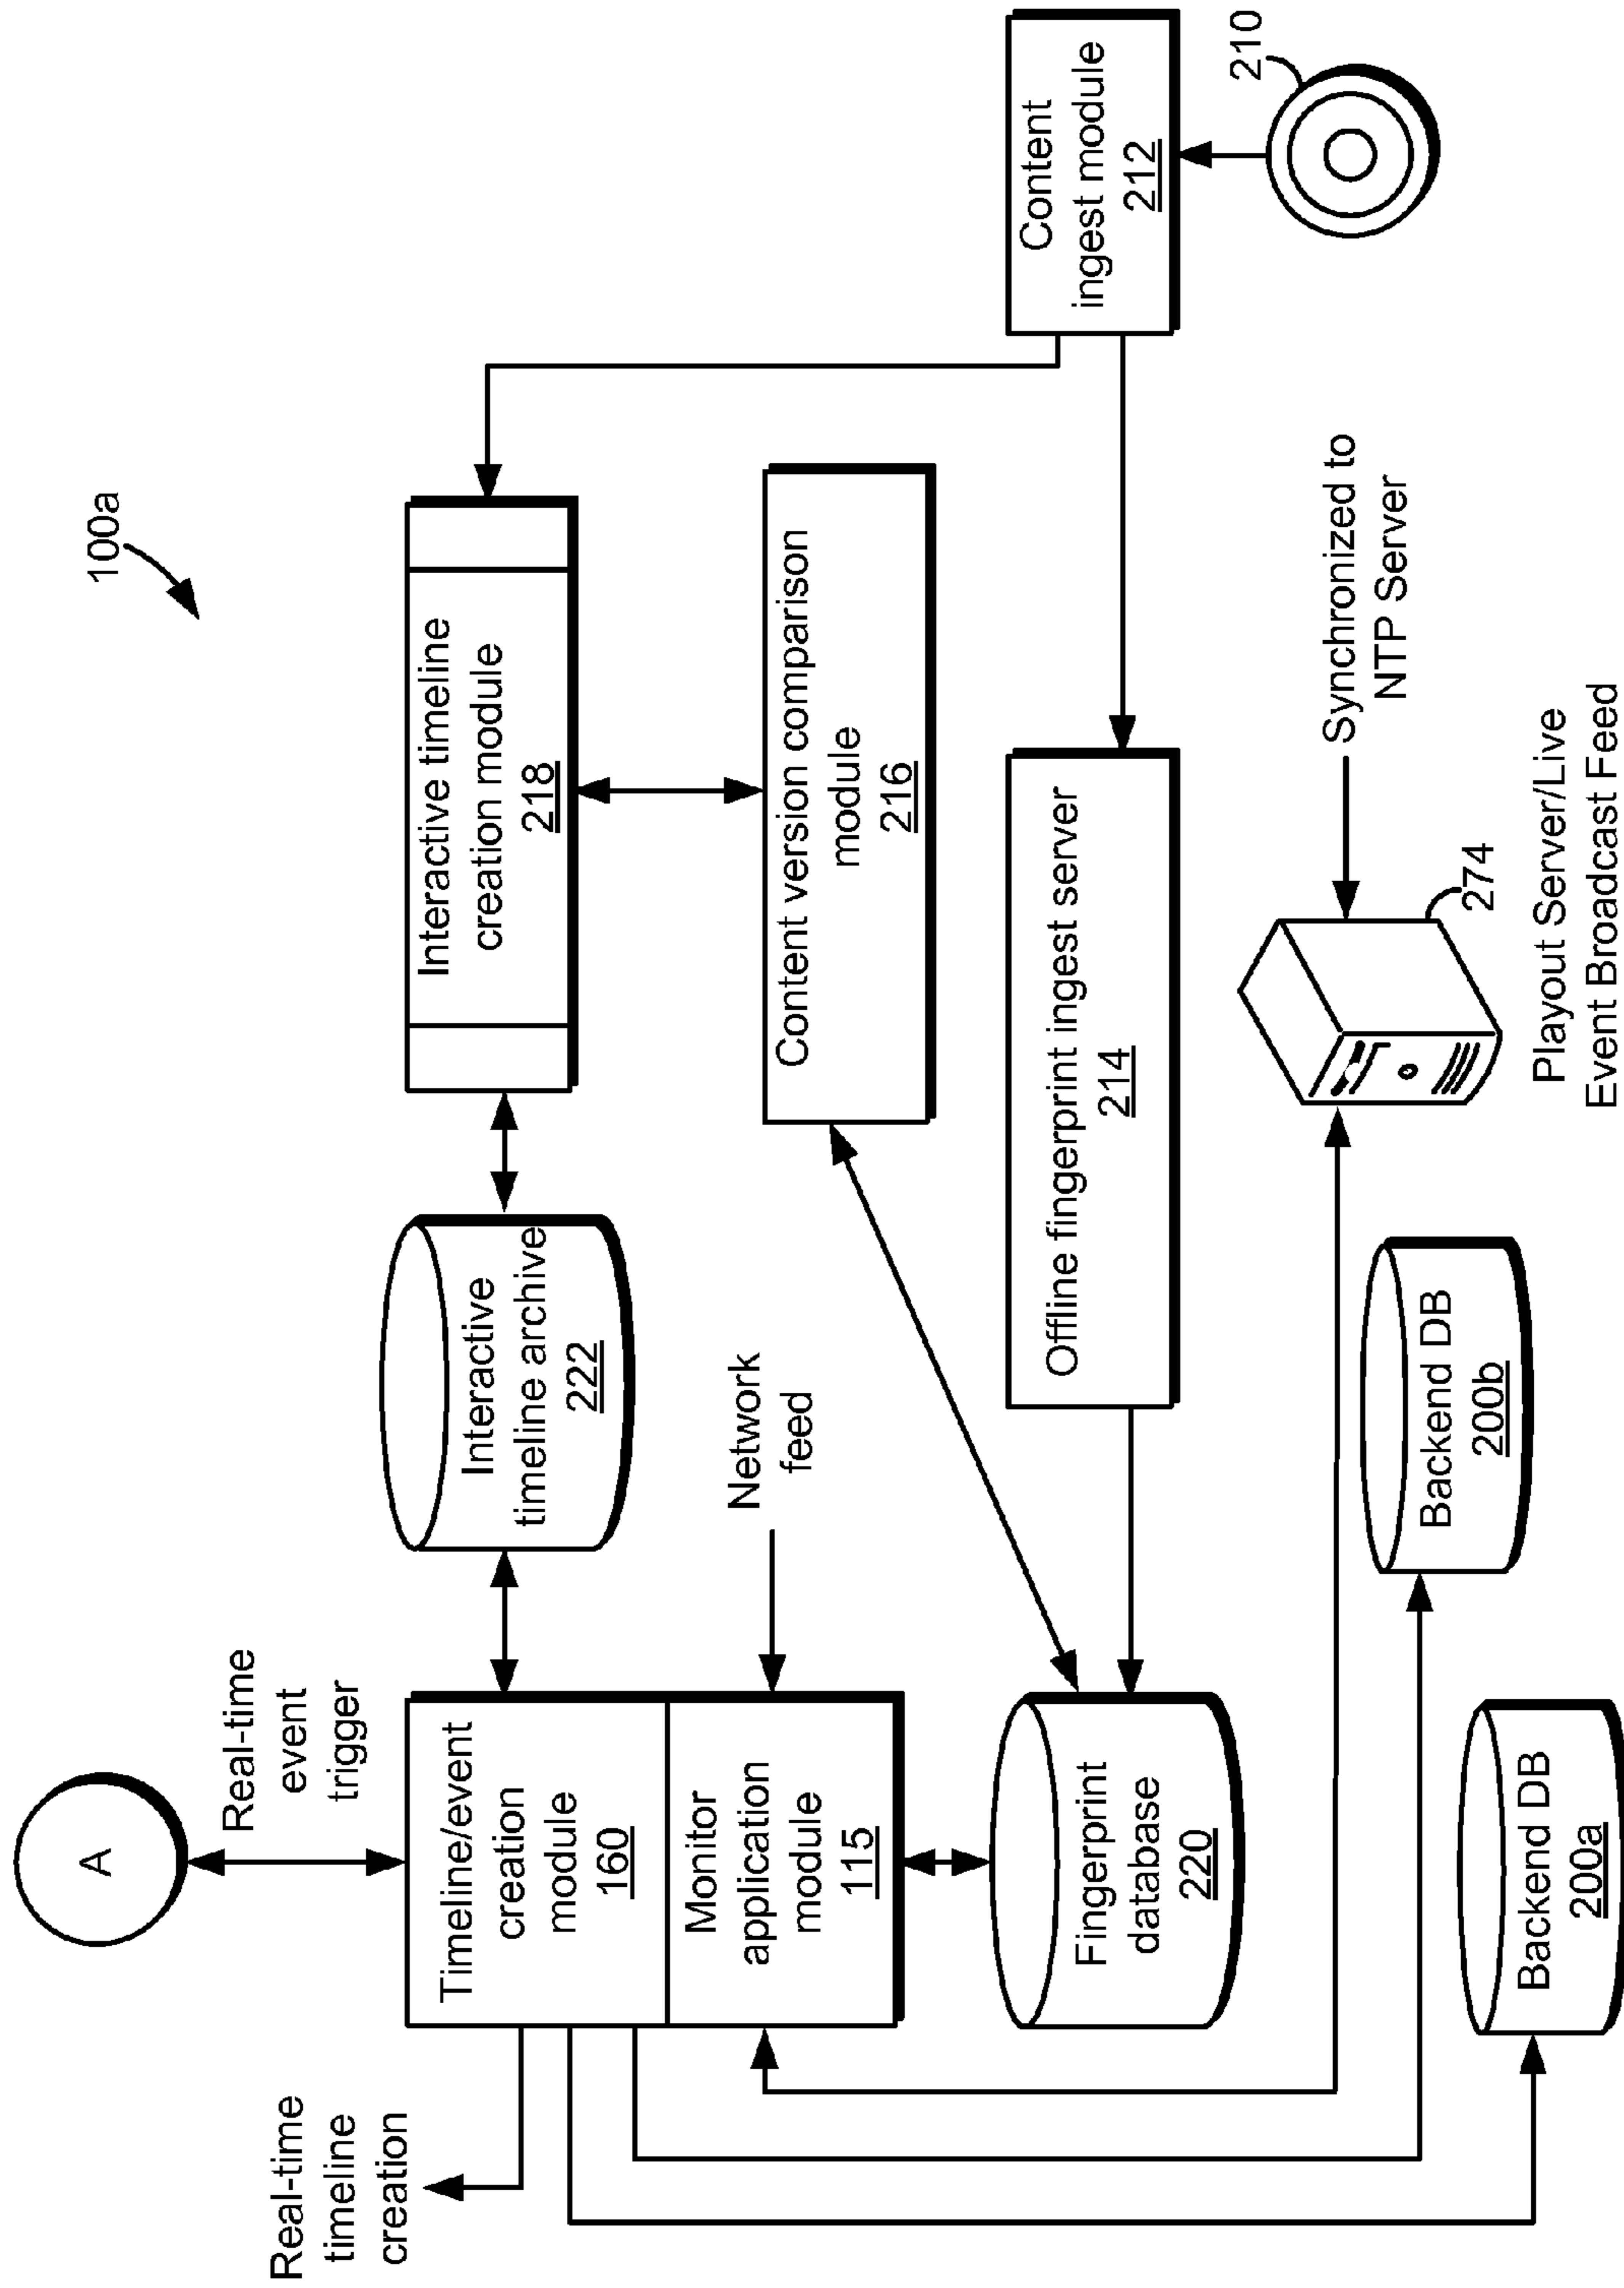 100a
A
Real-time
event
trigger
Real-time
timeline
creation
Timeline/event
creation
module
160
Monitor
application
module
115
Interactive
timeline archive
222
Interactive timeline
creation module
218
Network
feed
Content version comparison
module
216
Fingerprint
database
220
Offline fingerprint ingest server
214
Content
ingest module
212
210
Synchronized to
NTP Server
274
Playout Server/Live
Event Broadcast Feed
Backend DB
200b
Backend DB
200a